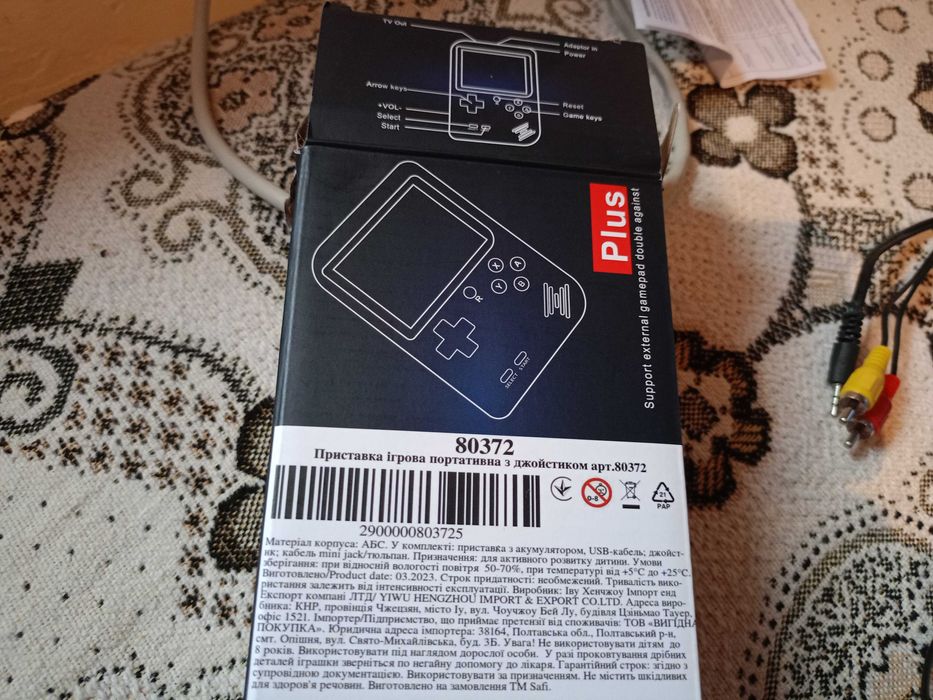 TV Out
Adaptor in
Power
Arrow keys
+VOL-
Select
Start
Reset
Game keys
Plus
Support external gamepad double against
X
A
Y
B
R
SELECT
START
80372
Приставка ігрова портативна з джойстиком арт.80372
0-3
21
PAP
2900000803725
Матеріал корпуса: АБС. У комплекті: приставка з акумулятором, USB-кабель; джойст-
ик; кабель mini jack/тюльпан. Призначення: для активного розвитку дитини. Умови
зберігання: при відносній вологості повітря 50-70%, при температурі від +5°C до +25°C.
Виготовлено/Product date: 03.2023. Строк придатності: необмежений. Тривалість вико-
ристання залежить від інтенсивності експлуатації. Виробник: Іву Хенчжоу Імпорт енд
Експорт компані ЛТД/ YIWU HENGZHOU IMPORT & EXPORT CO.LTD. Адреса виро-
бника: КНР, провінція Чжецзян, місто Іу, вул. Чоучжоу Бей Лу, будівля Цзіньмао Тауер,
офіс 1521. Імпортер/Підприємство, що приймає претензії від споживачів: ТОВ «ВИГІДНА
ПОКУПКА». Юридична адреса імпортера: 38164, Полтавська обл., Полтавський р-н,
смт. Опішня, вул. Свято-Михайлівська, буд. 3Б. Увага! Не використовувати дітям до
8 років. Використовувати під наглядом дорослої особи. У разі проковтування дрібних
деталей іграшки зверніться по негайну допомогу до лікаря. Гарантійний строк: згідно з
супровідною документацією. Використовувати за призначенням. Не містить шкідливих
для здоров'я речовин. Виготовлено на замовлення ТМ Safi.